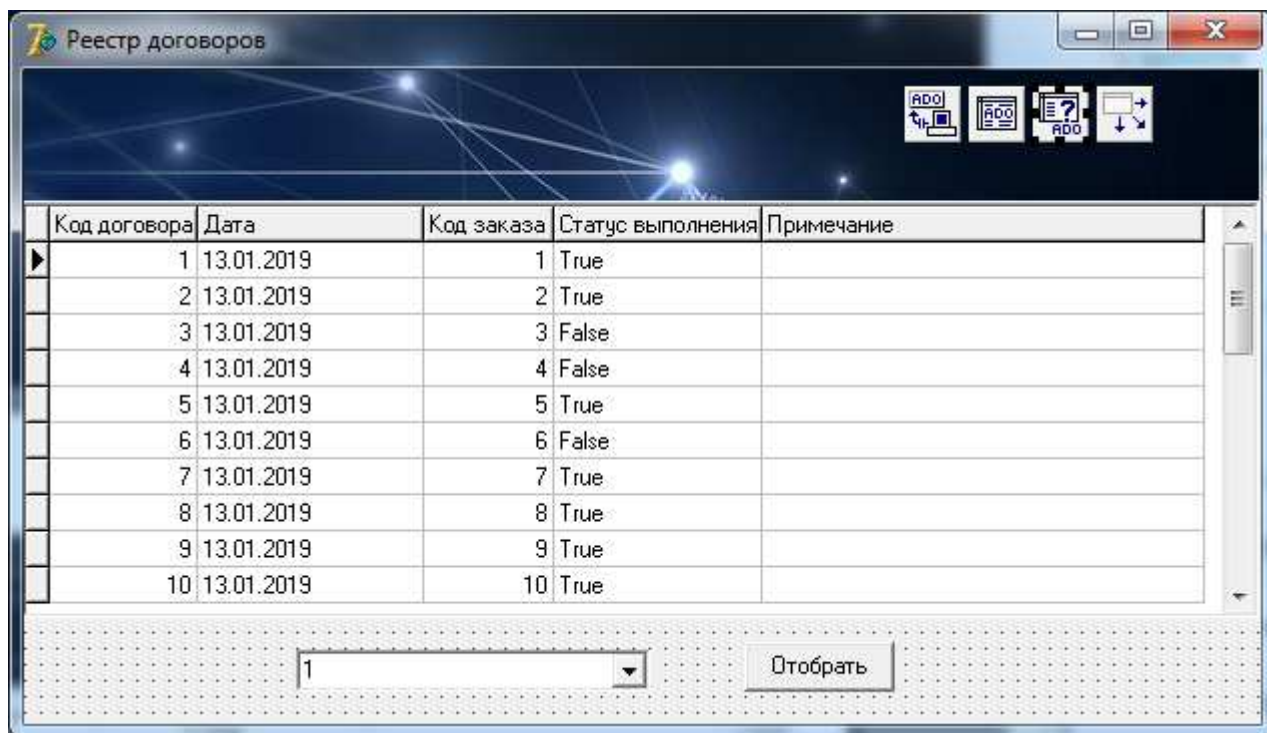 7 Реестр договоров
ADO ADO ? ADO
Код договора Дата Код заказа Статус выполнения Примечание
1 13.01.2019 1 True
2 13.01.2019 2 True
3 13.01.2019 3 False
4 13.01.2019 4 False
5 13.01.2019 5 True
6 13.01.2019 6 False
7 13.01.2019 7 True
8 13.01.2019 8 True
9 13.01.2019 9 True
10 13.01.2019 10 True
1 Отобрать